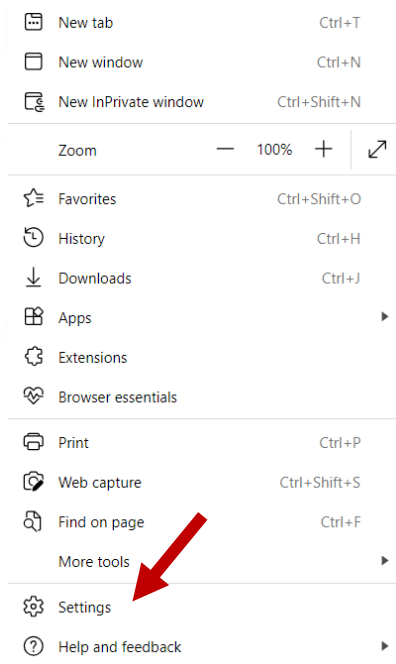 New tab Ctrl+T
New window Ctrl+N
New InPrivate window Ctrl+Shift+N
Zoom — 100% +
Favorites Ctrl+Shift+O
History Ctrl+H
Downloads Ctrl+J
Apps
Extensions
Browser essentials
Print Ctrl+P
Web capture Ctrl+Shift+S
Find on page Ctrl+F
More tools
Settings
Help and feedback